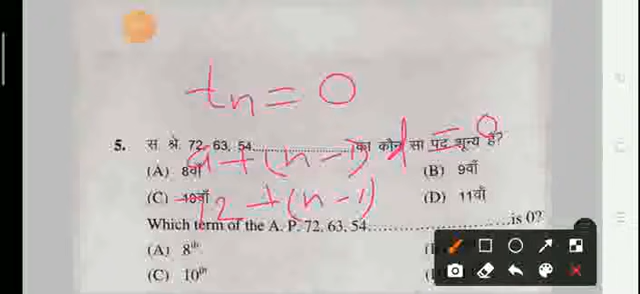 tn = 0
5. स. श्रे. 72, 63, 54.................का कौन सा पद शून्य है?
a + (n - 1) d = 0
(A) 8वाँ (B) 9वाँ
72 + (n - 1)
(C) 10वाँ (D) 11वाँ
Which term of the A. P. 72, 63, 54...........................is 0?
(A) 8th
(C) 10th